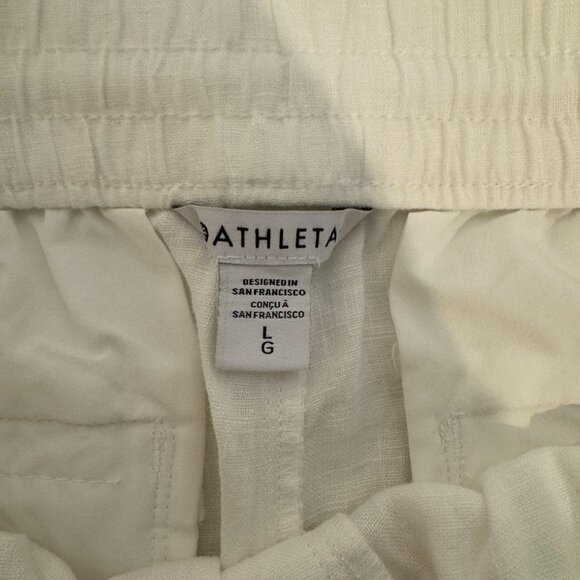 ATHLETA
DESIGNED IN
SAN FRANCISCO
CONÇU À
SAN FRANCISCO
L
G